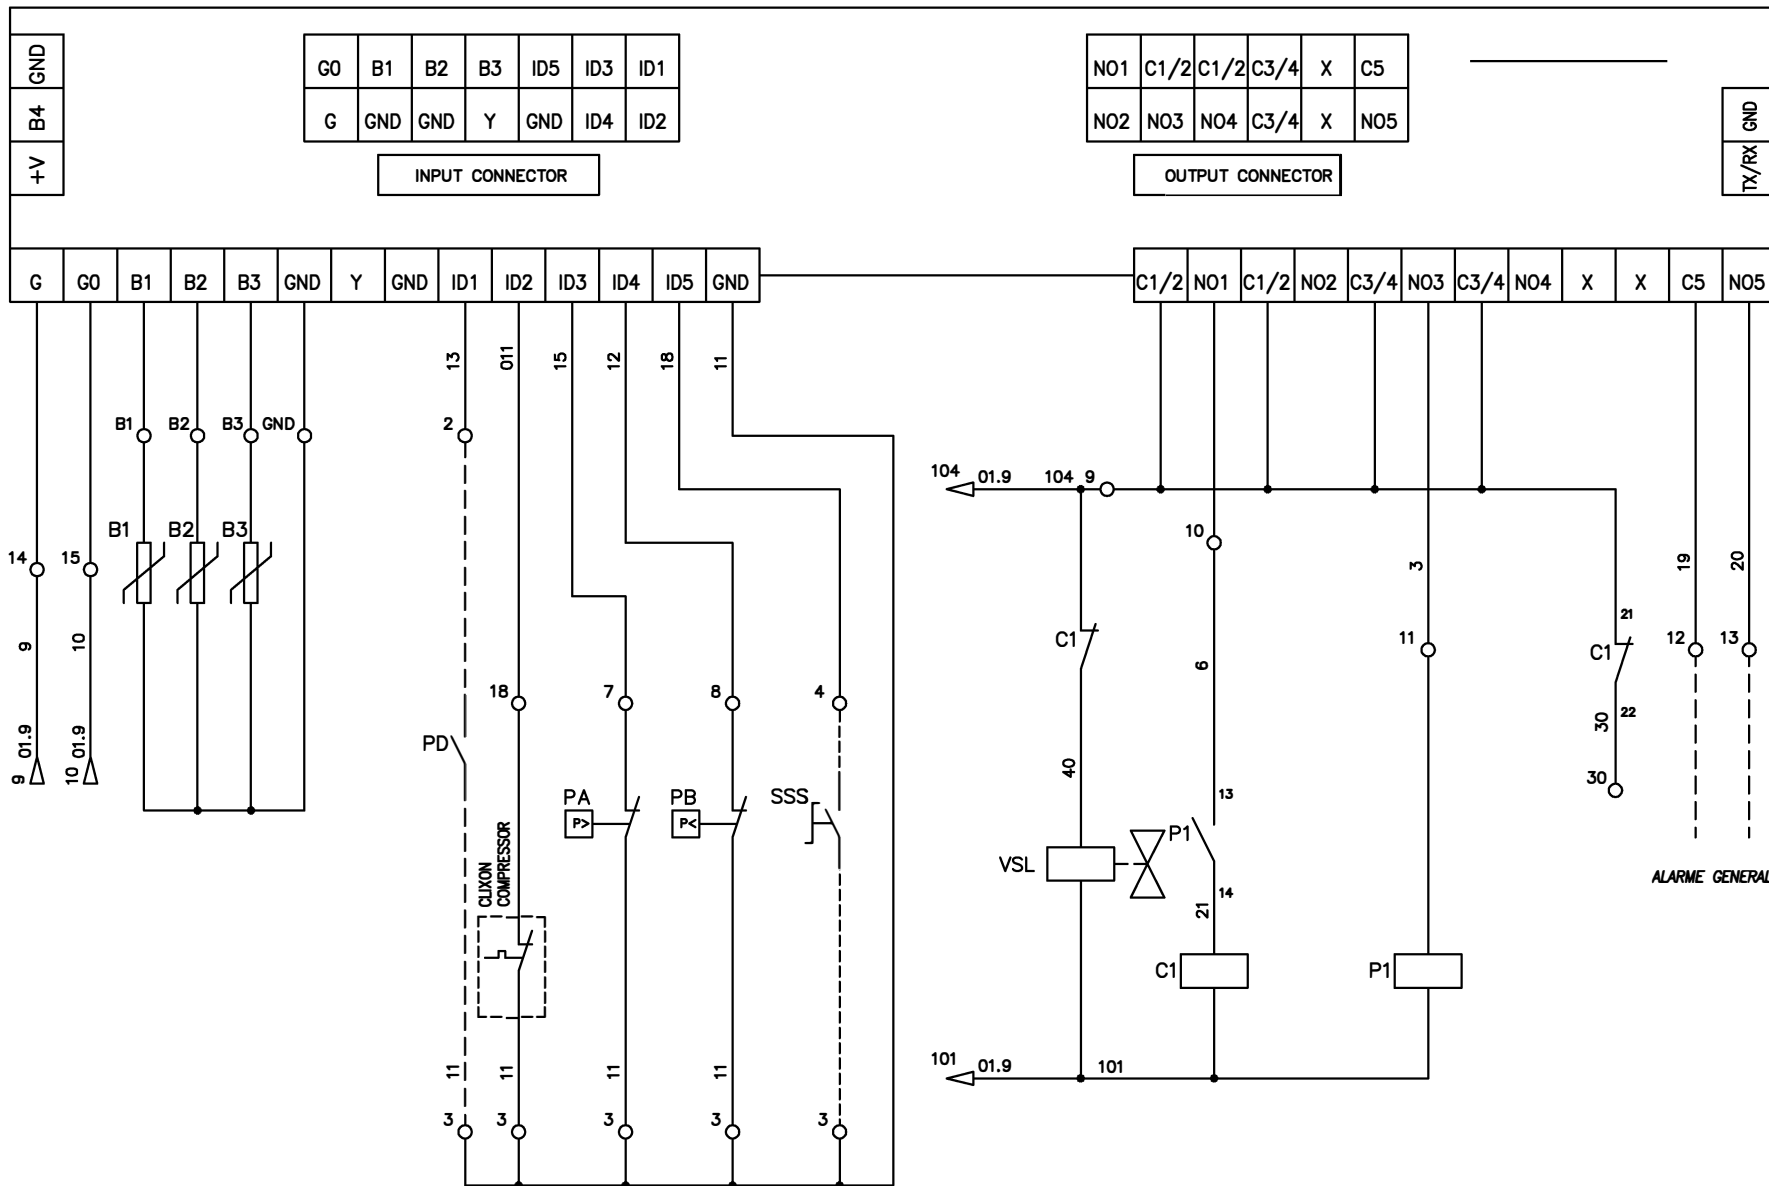 GND
B4
+V
G0 B1 B2 B3 ID5 ID3 ID1
G GND GND Y GND ID4 ID2
INPUT CONNECTOR
NO1 C1/2 C1/2 C3/4 X C5
NO2 NO3 NO4 C3/4 X NO5
OUTPUT CONNECTOR
GND
TX/RX
G G0 B1 B2 B3 GND Y GND ID1 ID2 ID3 ID4 ID5 GND
C1/2 NO1 C1/2 NO2 C3/4 NO3 C3/4 NO4 X X C5 NO5
13 011 15 12 18 11
B1 B2 B3 GND 2
104 01.9 104 9
B1 B2 B3
10
14 15
3 19 20
21
9 10
C1 6 11 C1 12 13
18 7 8 4
30 22
01.9 01.9
PD
9 10
40
30
PA PB SSS
P> P<
13
P1
CLIXON
COMPRESSOR
VSL
14
21
ALARME GENERAL
C1 P1
11 11 11 11
101 01.9 101
3 3 3 3 3